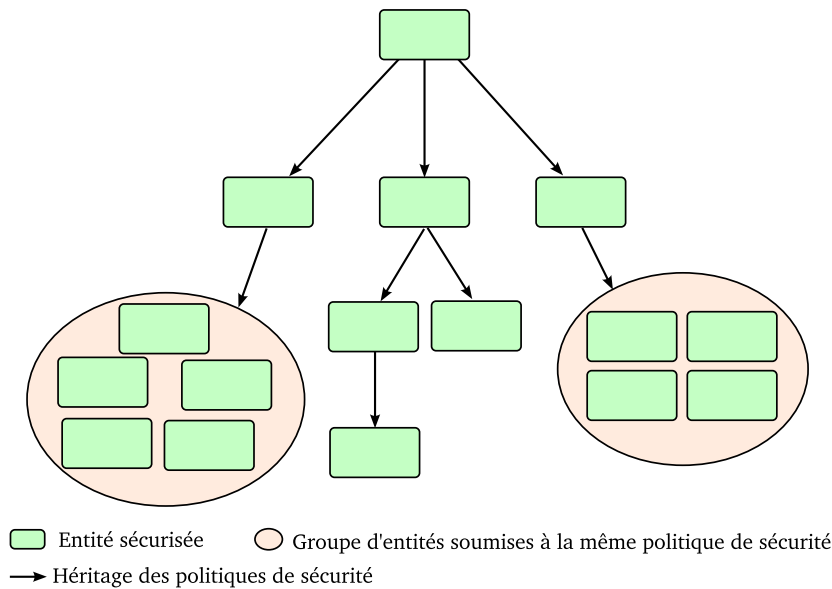 Entité sécurisée
Groupe d'entités soumises à la même politique de sécurité
Héritage des politiques de sécurité